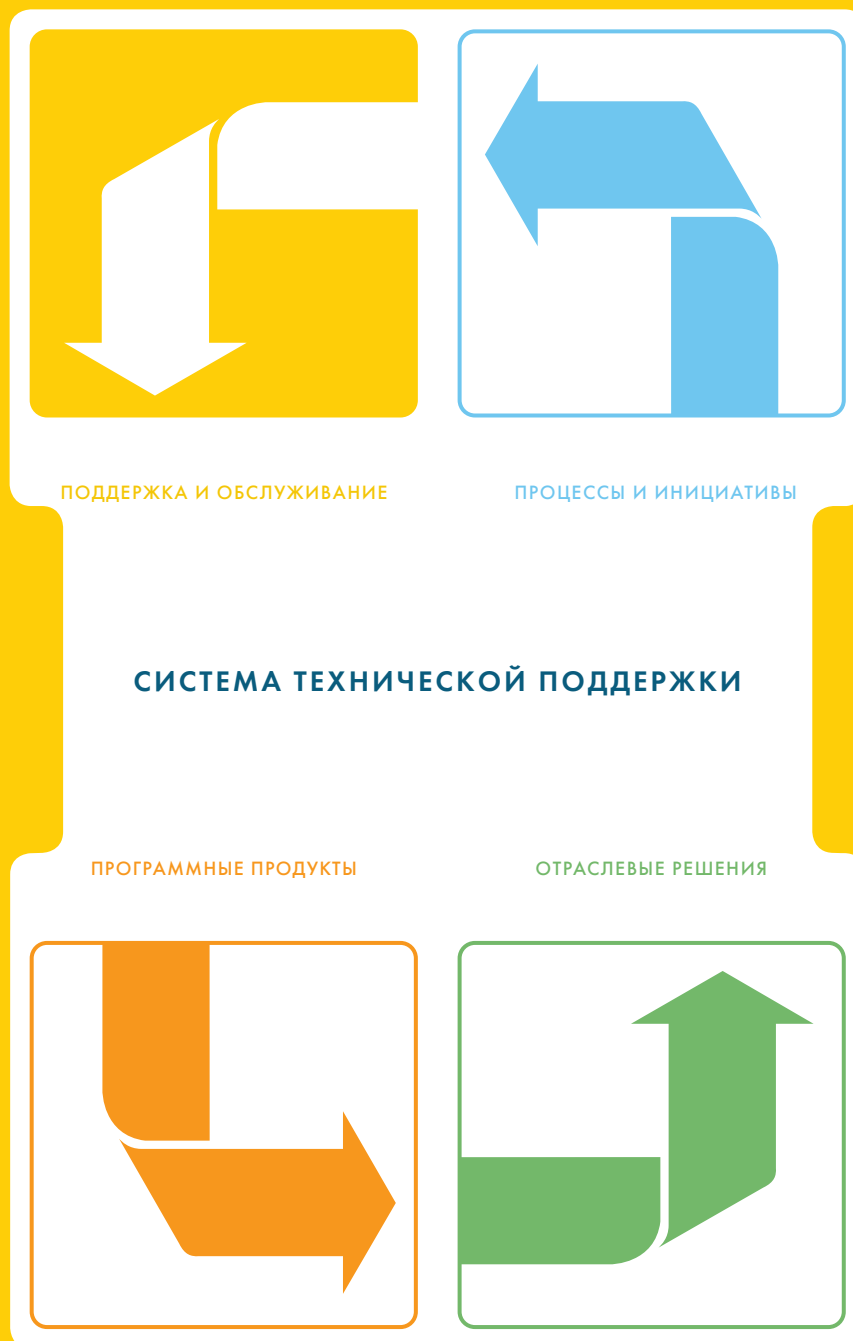 ПОДДЕРЖКА И ОБСЛУЖИВАНИЕ
ПРОЦЕССЫ И ИНИЦИАТИВЫ
СИСТЕМА ТЕХНИЧЕСКОЙ ПОДДЕРЖКИ
ПРОГРАММНЫЕ ПРОДУКТЫ
ОТРАСЛЕВЫЕ РЕШЕНИЯ